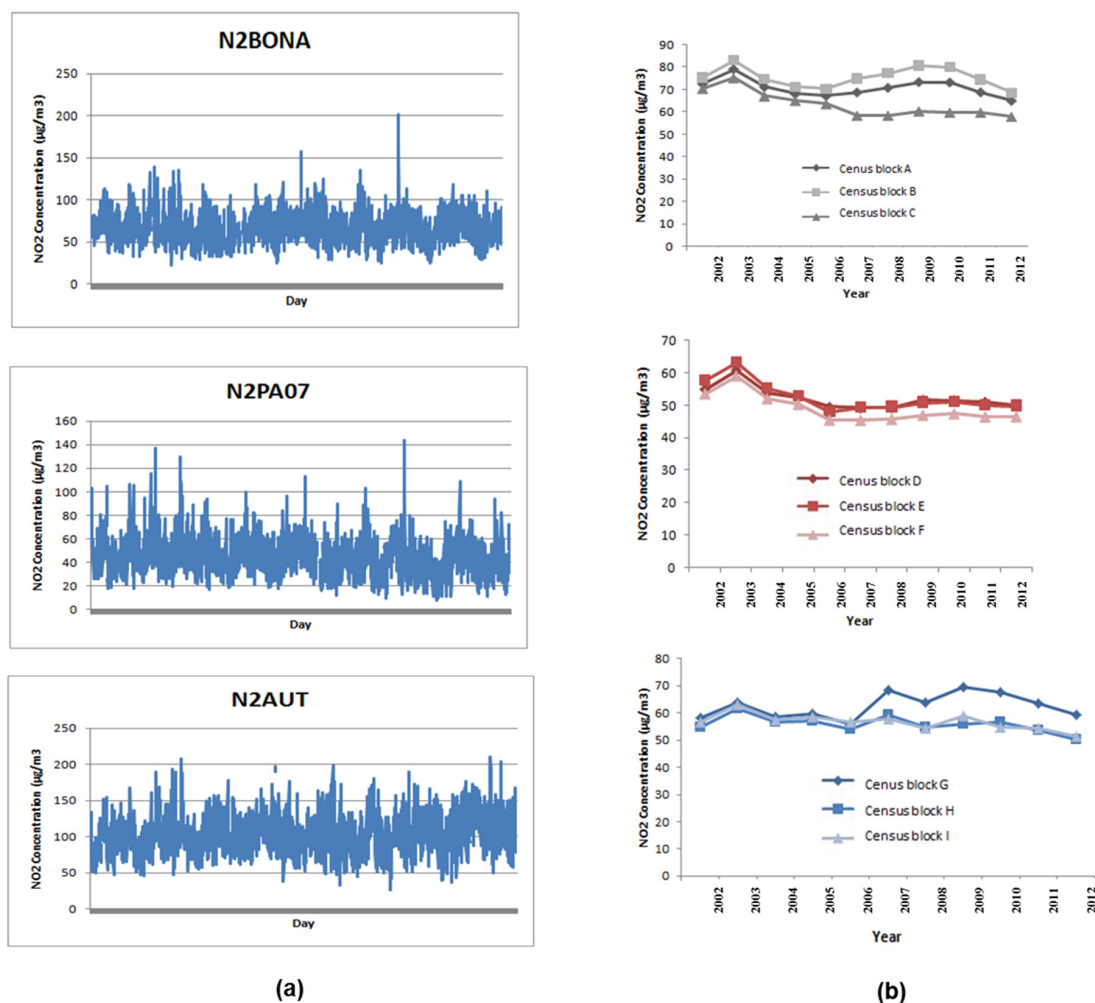 N2BONA
NO2 Concentration (µg/m3)
250
200
150
100
50
0
Day
N2PA07
NO2 Concentration (µg/m3)
160
140
120
100
80
60
40
20
0
Day
N2AUT
NO2 Concentration (µg/m3
250
200
150
100
50
0
Day
(a)
NO2 Concentration (µg/m3)
90
80
70
60
50
40
30
20
10
0
Cenus block A
Census block B
Census block C
2002 2003 2004 2005 2006 2007 2008 2009 2010 2011 2012
Year
NO2 Concentration (µg/m3)
70
60
50
40
30
20
10
0
Cenus block D
Census block E
Census block F
2002 2003 2004 2005 2006 2007 2008 2009 2010 2011 2012
Year
NO2 Concentration (µg/m3)
80
70
60
50
40
30
20
10
0
Cenus block G
Census block H
Census block I
2002 2003 2004 2005 2006 2007 2008 2009 2010 2011 2012
Year
(b)